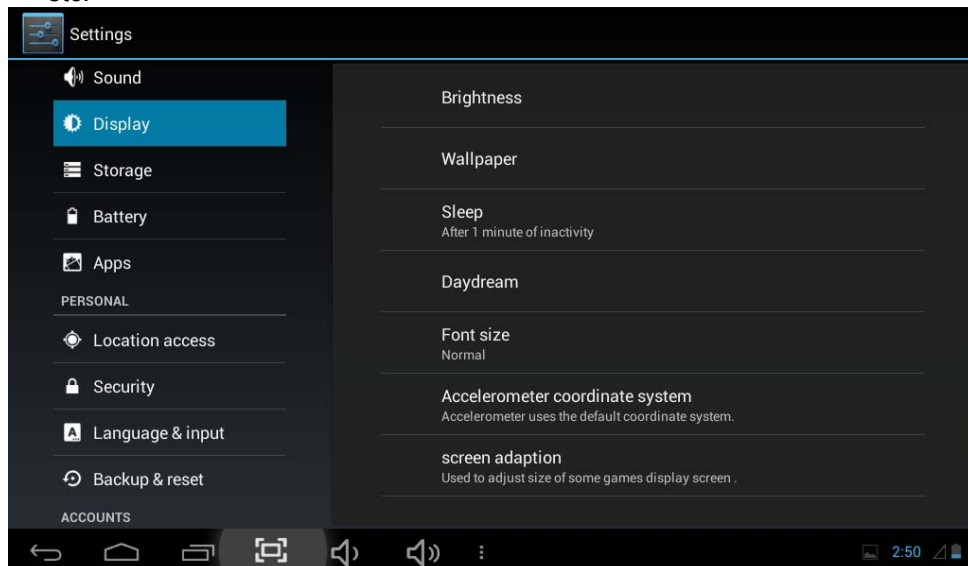 Settings
Sound
Display
Storage
Battery
Apps
PERSONAL
Location access
Security
Language & input
Backup & reset
ACCOUNTS
Brightness
Wallpaper
Sleep
After 1 minute of inactivity
Daydream
Font size
Normal
Accelerometer coordinate system
Accelerometer uses the default coordinate system.
screen adaption
Used to adjust size of some games display screen .
2:50